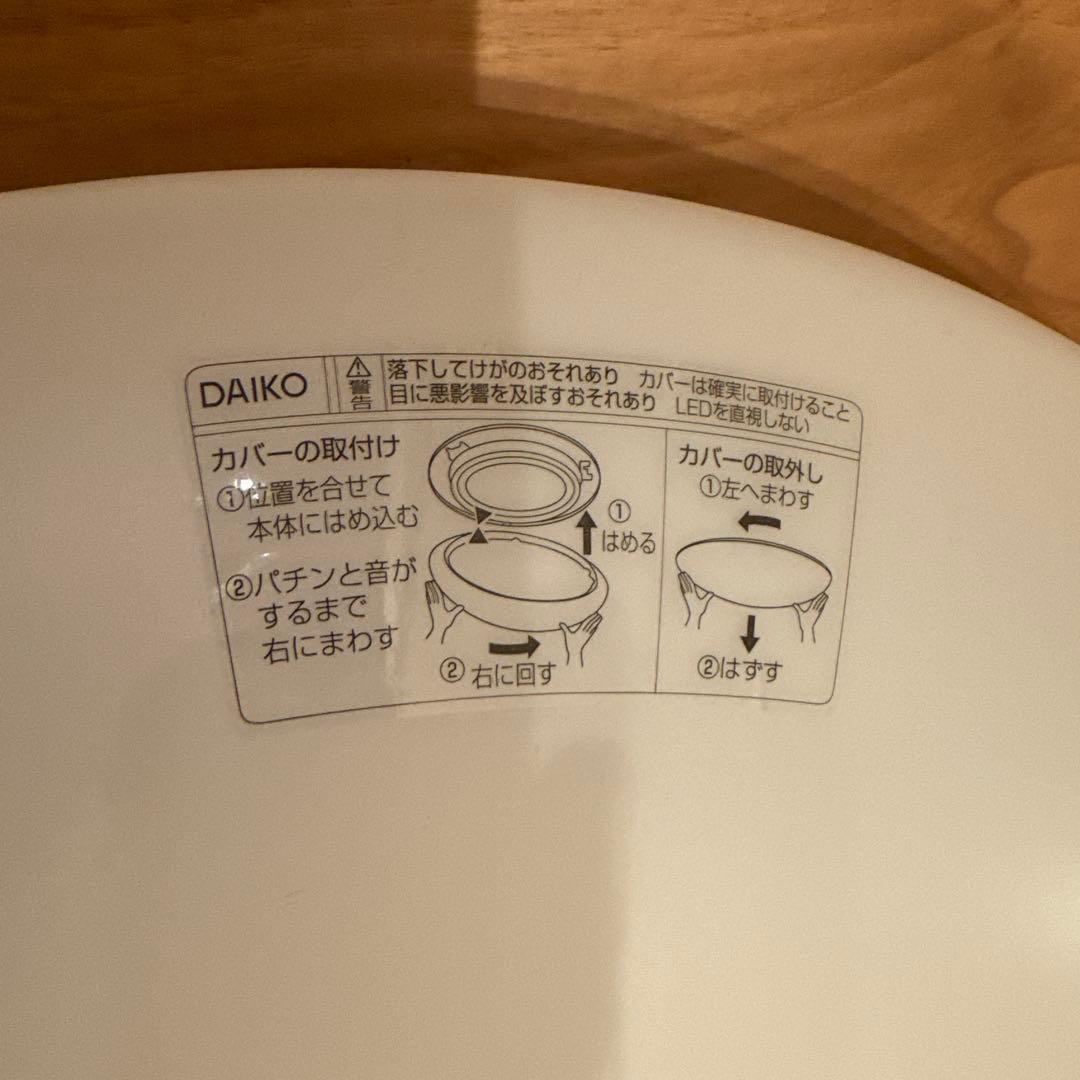 DAIKO
警告
落下してけがのおそれあり カバーは確実に取付けること
目に悪影響を及ぼすおそれあり LEDを直視しない
カバーの取付け
①位置を合せて
本体にはめ込む
②パチンと音が
するまで
右にまわす
①
はめる
②右に回す
カバーの取外し
①左へまわす
②はずす